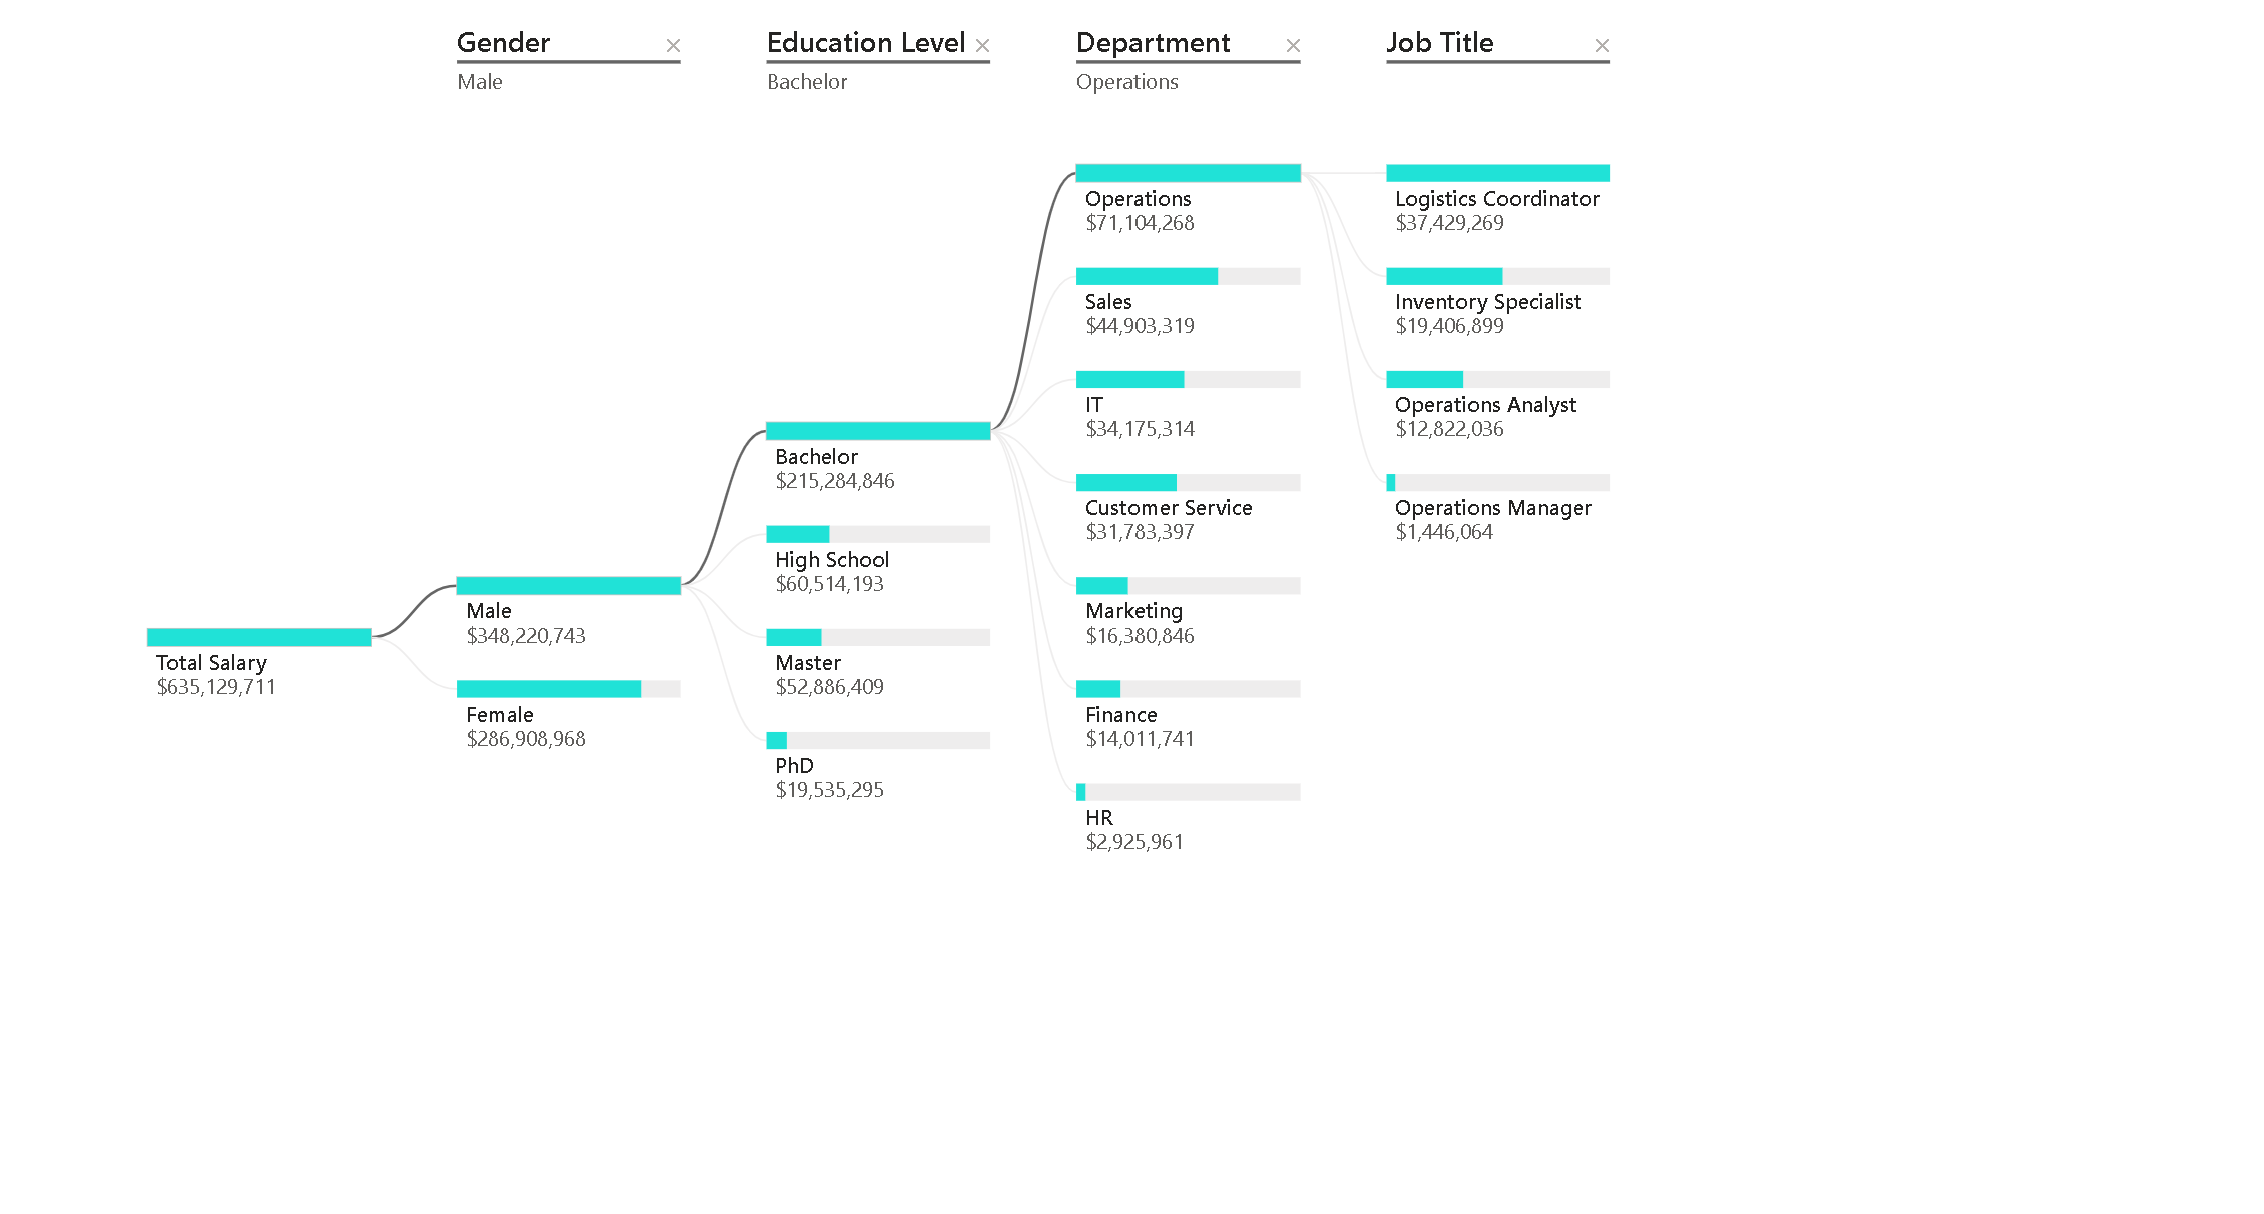 Gender
Male
Education Level
Bachelor
Department
Operations
Job Title
Total Salary
$635,129,711
Male
$348,220,743
Female
$286,908,968
Bachelor
$215,284,846
High School
$60,514,193
Master
$52,886,409
PhD
$19,535,295
Operations
$71,104,268
Sales
$44,903,319
IT
$34,175,314
Customer Service
$31,783,397
Marketing
$16,380,846
Finance
$14,011,741
HR
$2,925,961
Logistics Coordinator
$37,429,269
Inventory Specialist
$19,406,899
Operations Analyst
$12,822,036
Operations Manager
$1,446,064